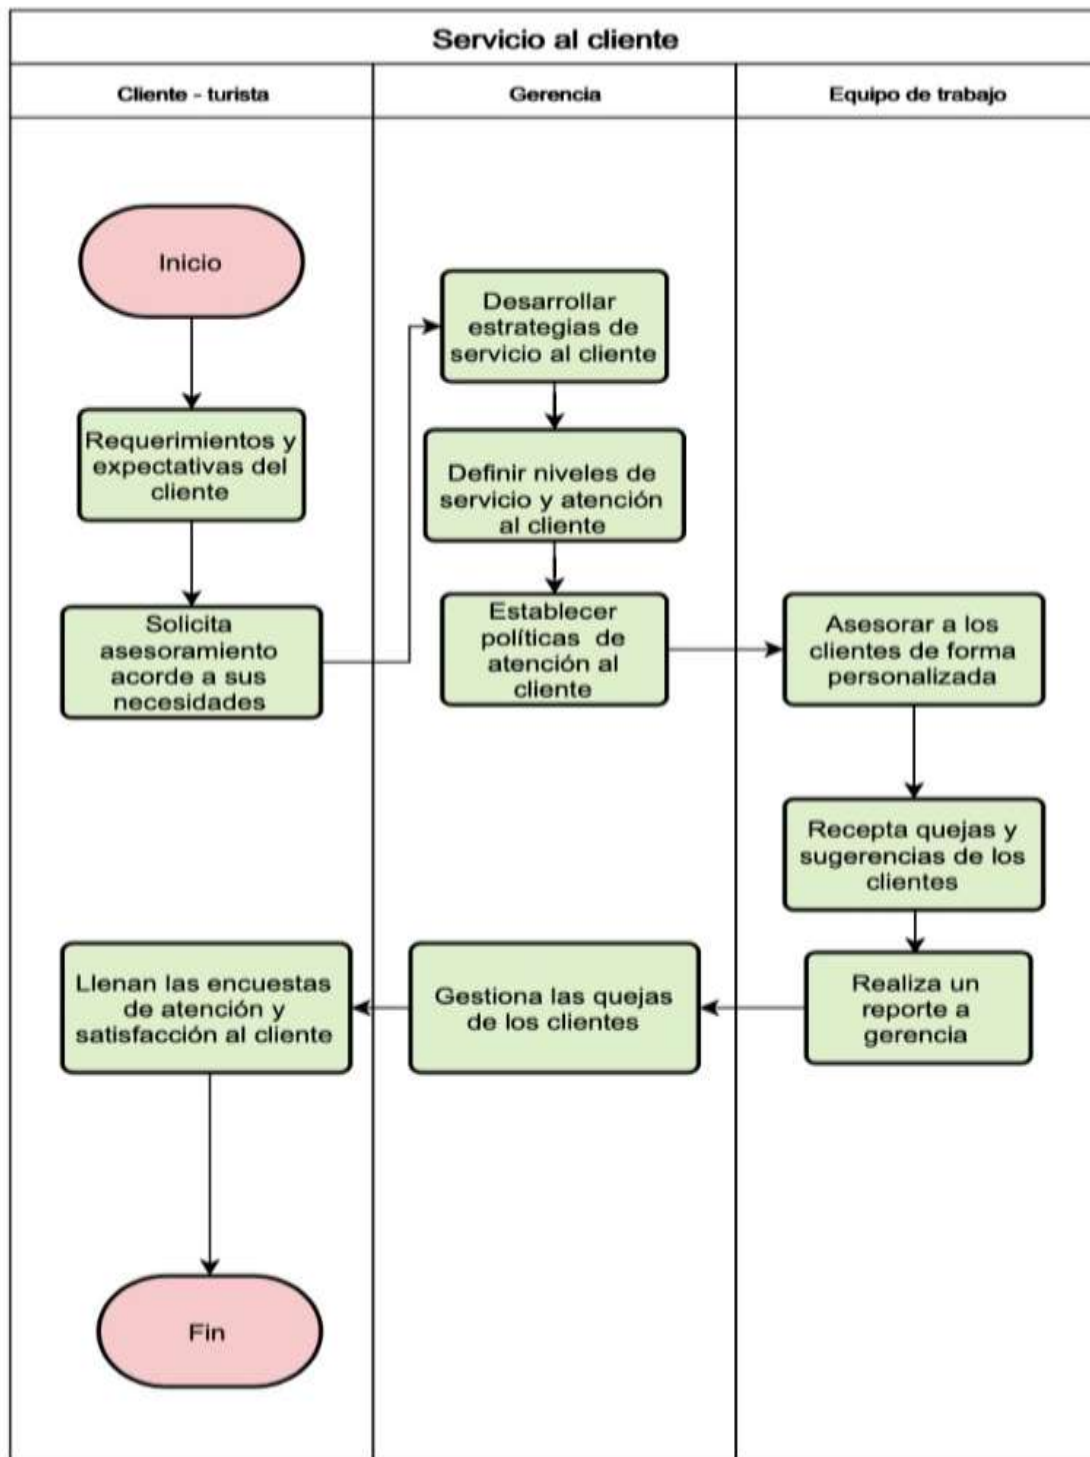 Servicio al cliente
Cliente - turista
Gerencia
Equipo de trabajo
Inicio
Requerimientos y
expectativas del
cliente
Solicita
asesoramiento
acorde a sus
necesidades
Desarrollar
estrategias de
servicio al cliente
Definir niveles de
servicio y atención
al cliente
Establecer
políticas de
atención al
cliente
Asesorar a los
clientes de forma
personalizada
Recepta quejas y
sugerencias de los
clientes
Realiza un
reporte a
gerencia
Gestiona las quejas
de los clientes
Llenan las encuestas
de atención y
satisfacción al cliente
Fin